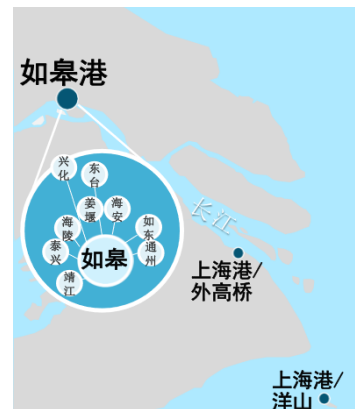 如皋港
兴化
东台
姜堰
海安
海陵
如东
泰兴
如皋
通州
靖江
长江
上海港/
外高桥
上海港/
洋山